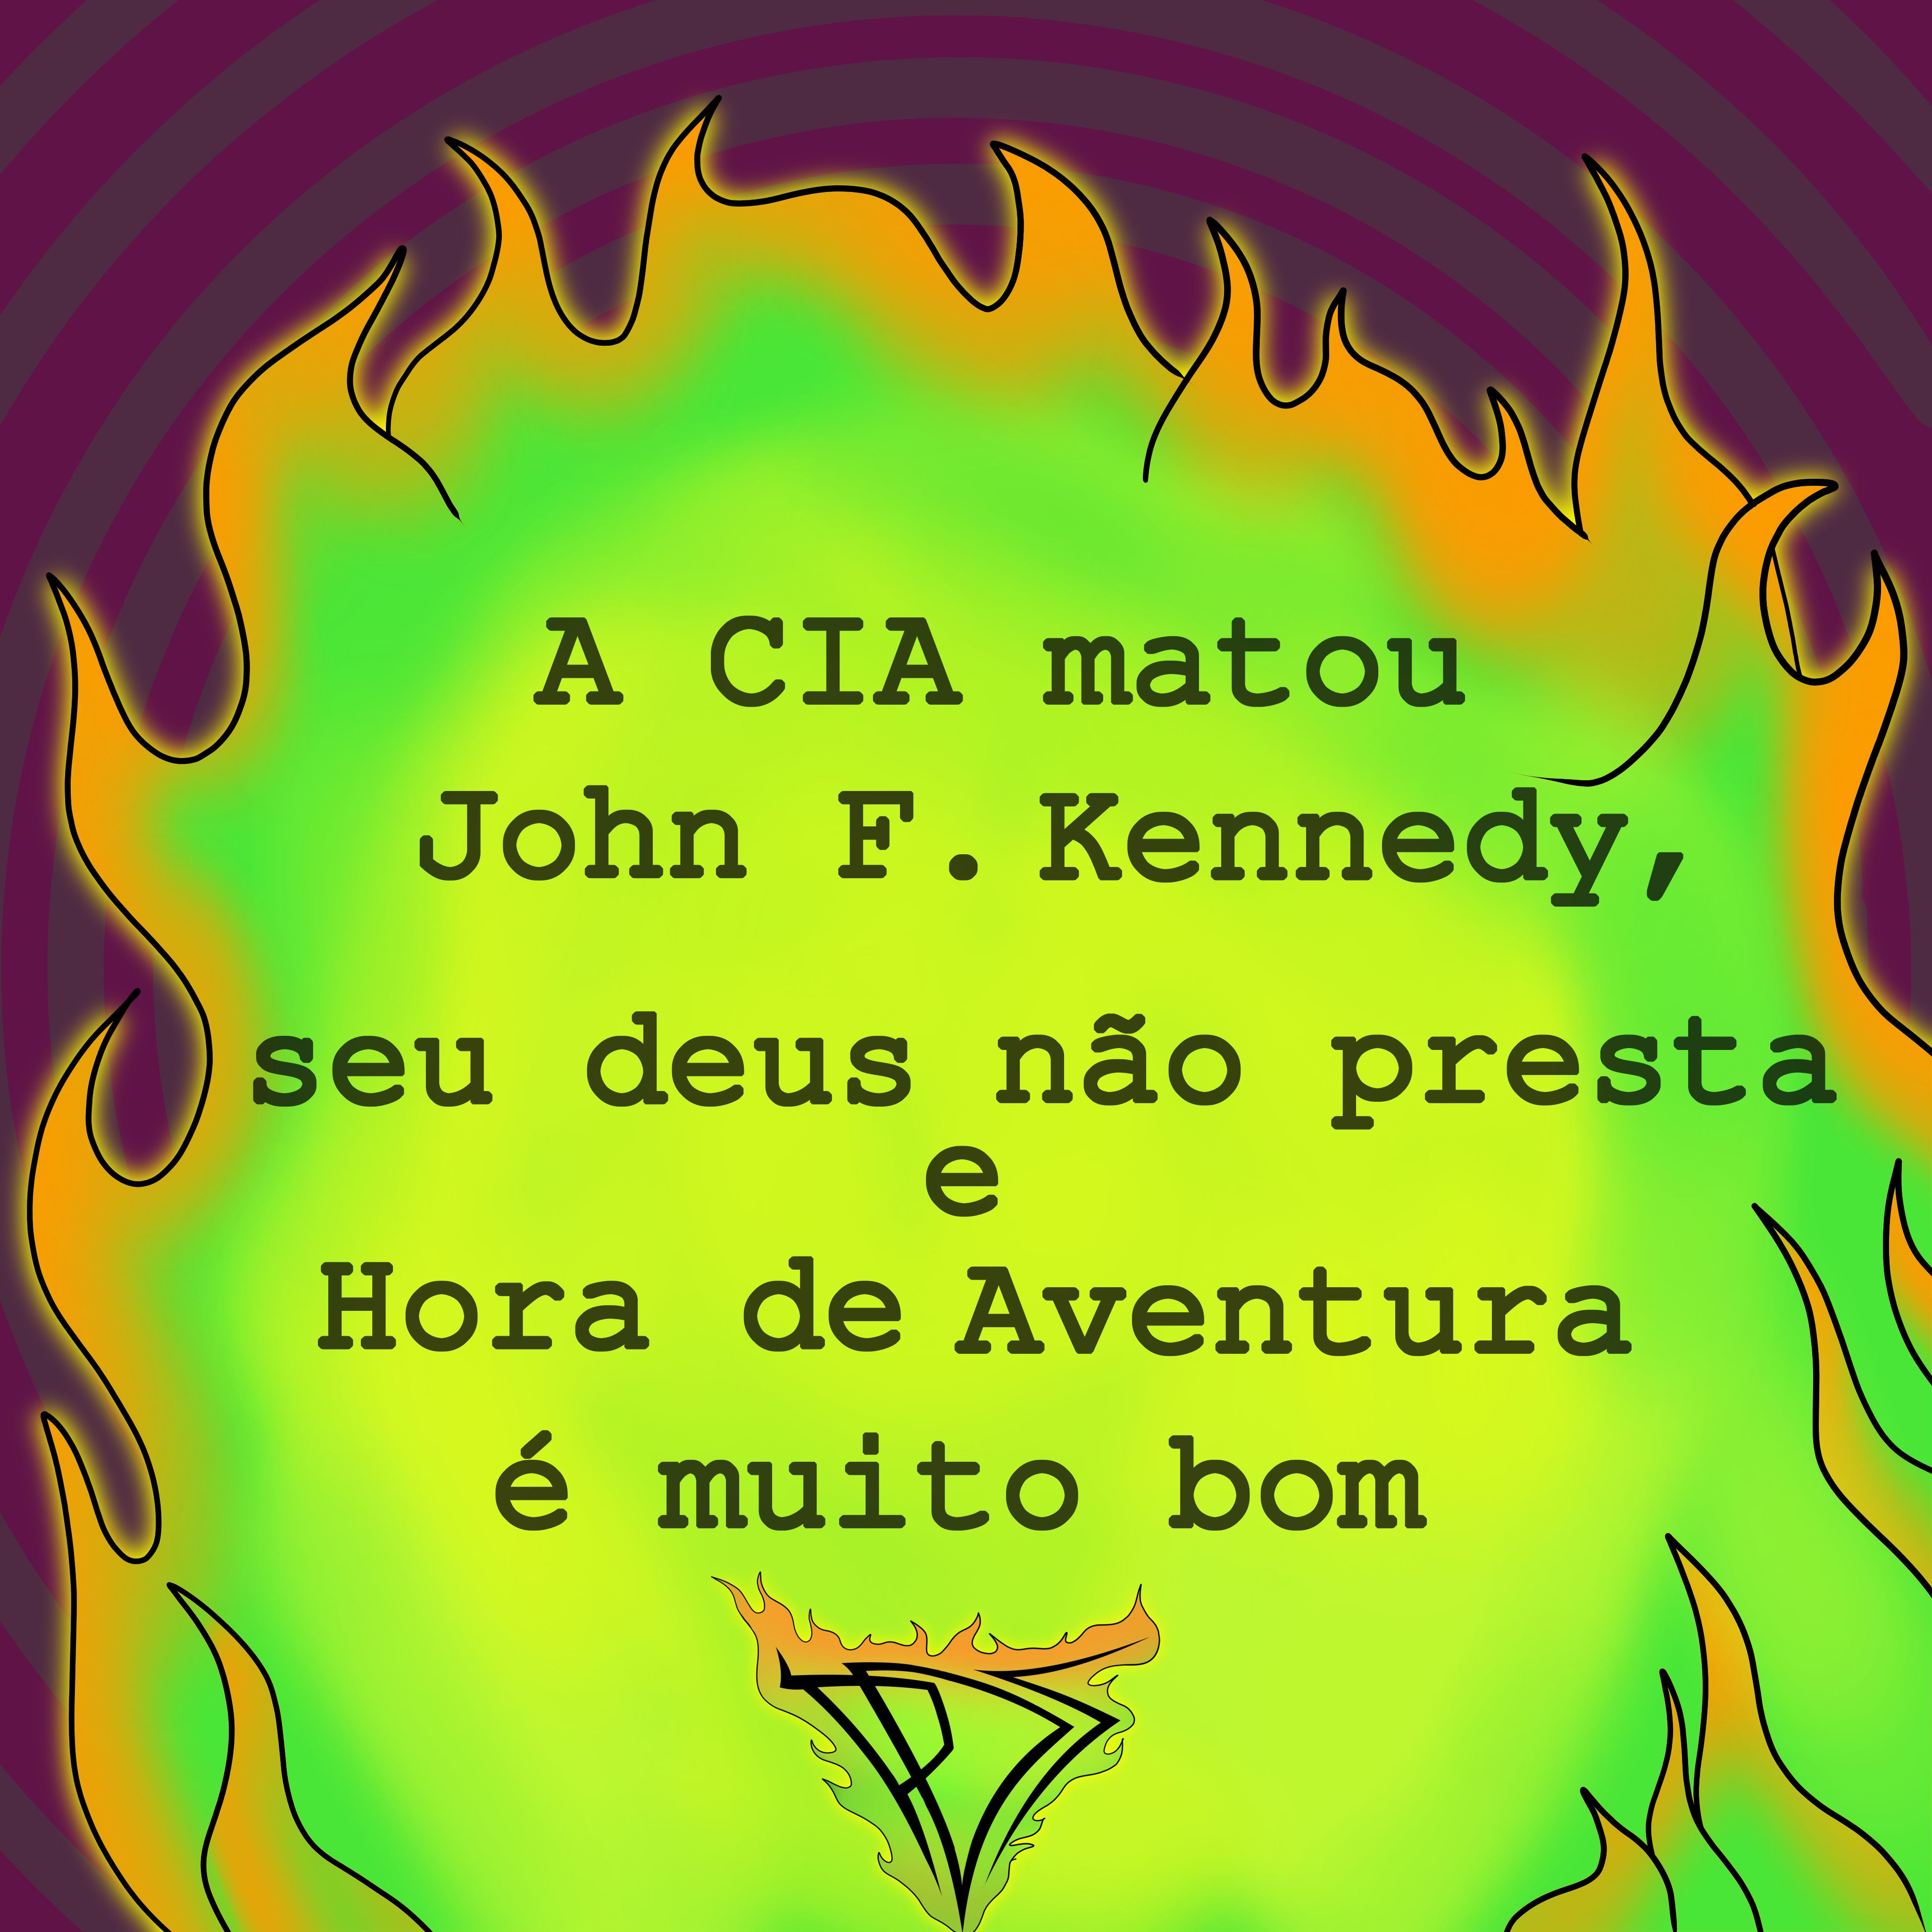 A CIA matou
John F. Kennedy,
seu deus não presta
e
Hora de Aventura
é muito bom